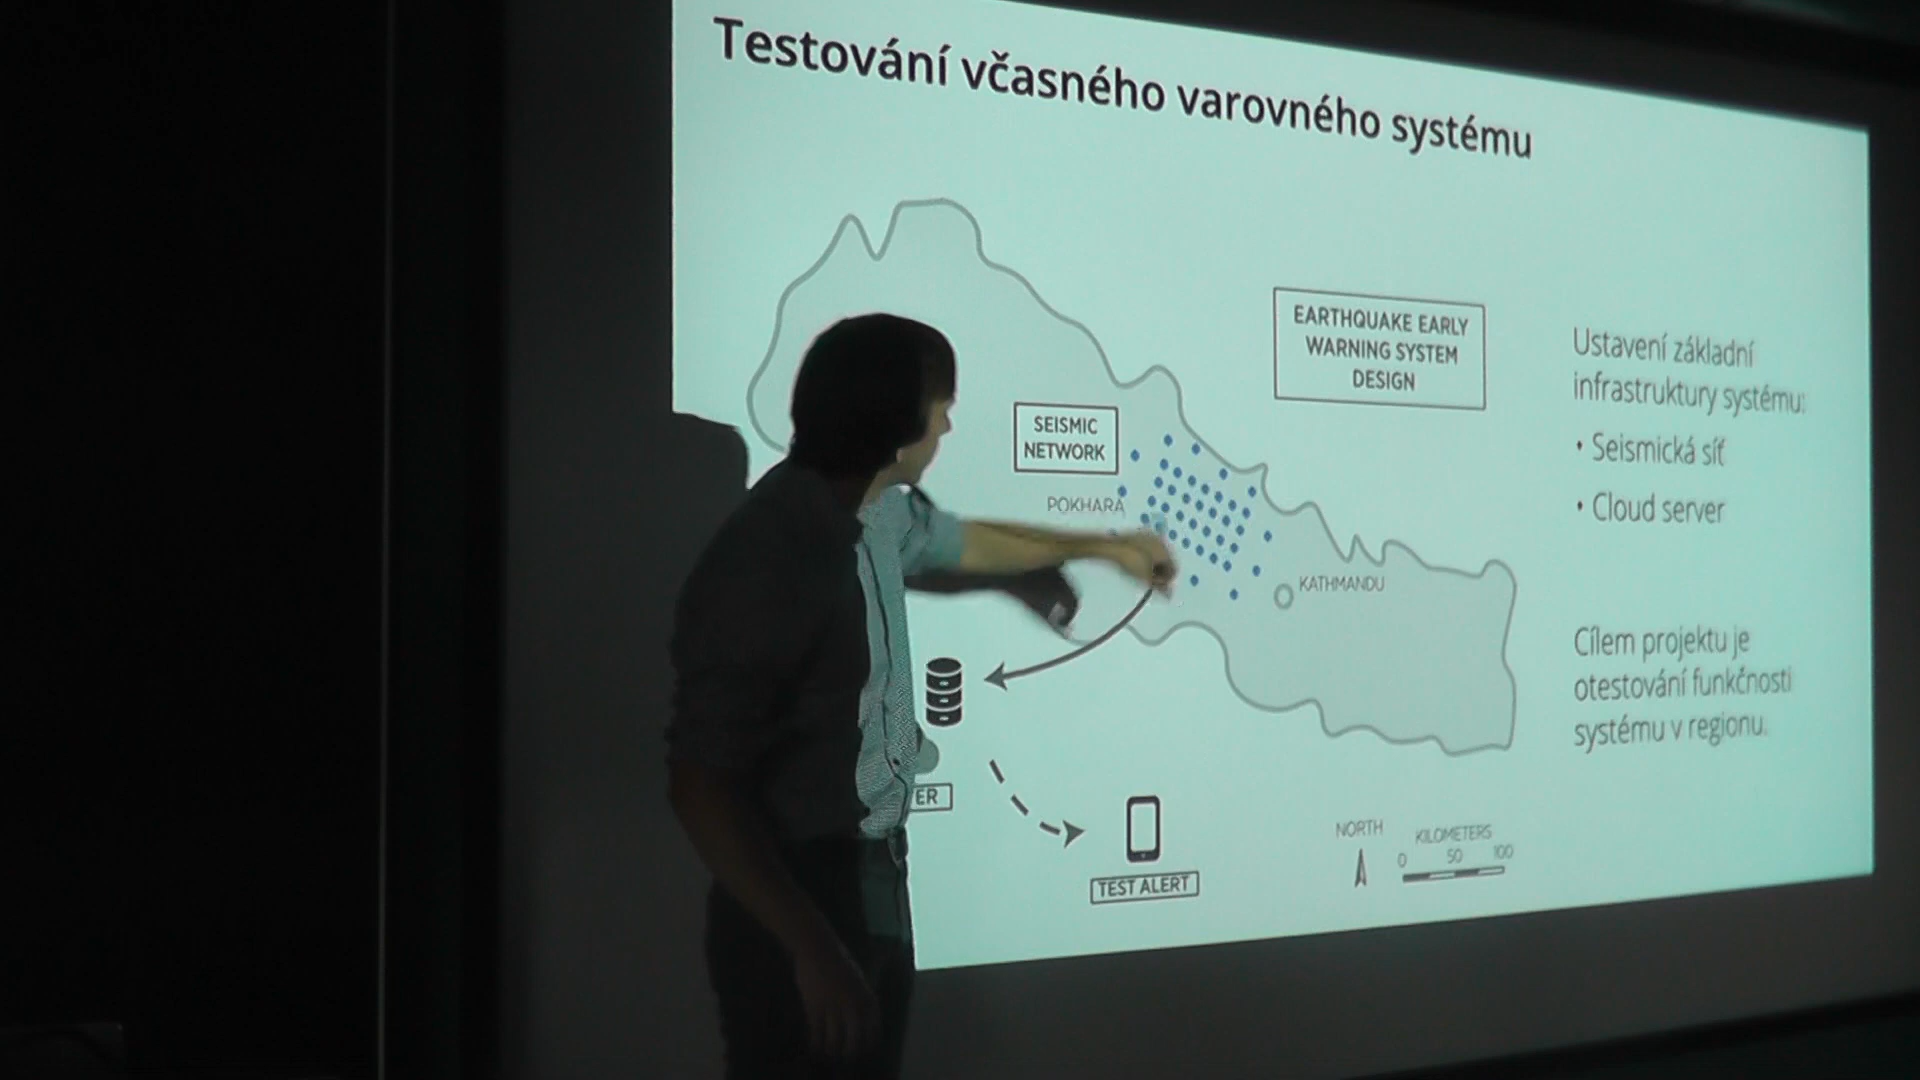 Testování včasného varovného systému
EARTHQUAKE EARLY
WARNING SYSTEM
DESIGN
SEISMIC
NETWORK
POKHARA
KATHMANDU
Ustavení základní
infrastruktury systému:
• Seismická síť
• Cloud server
Cílem projektu je
otestování funkčnosti
systému v regionu.
ER
TEST ALERT
NORTH
KILOMETERS
0 50 100